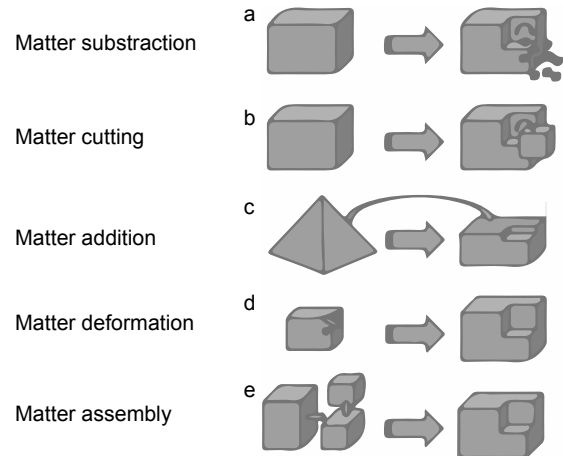 a
Matter substraction
b
Matter cutting
c
Matter addition
d
Matter deformation
e
Matter assembly